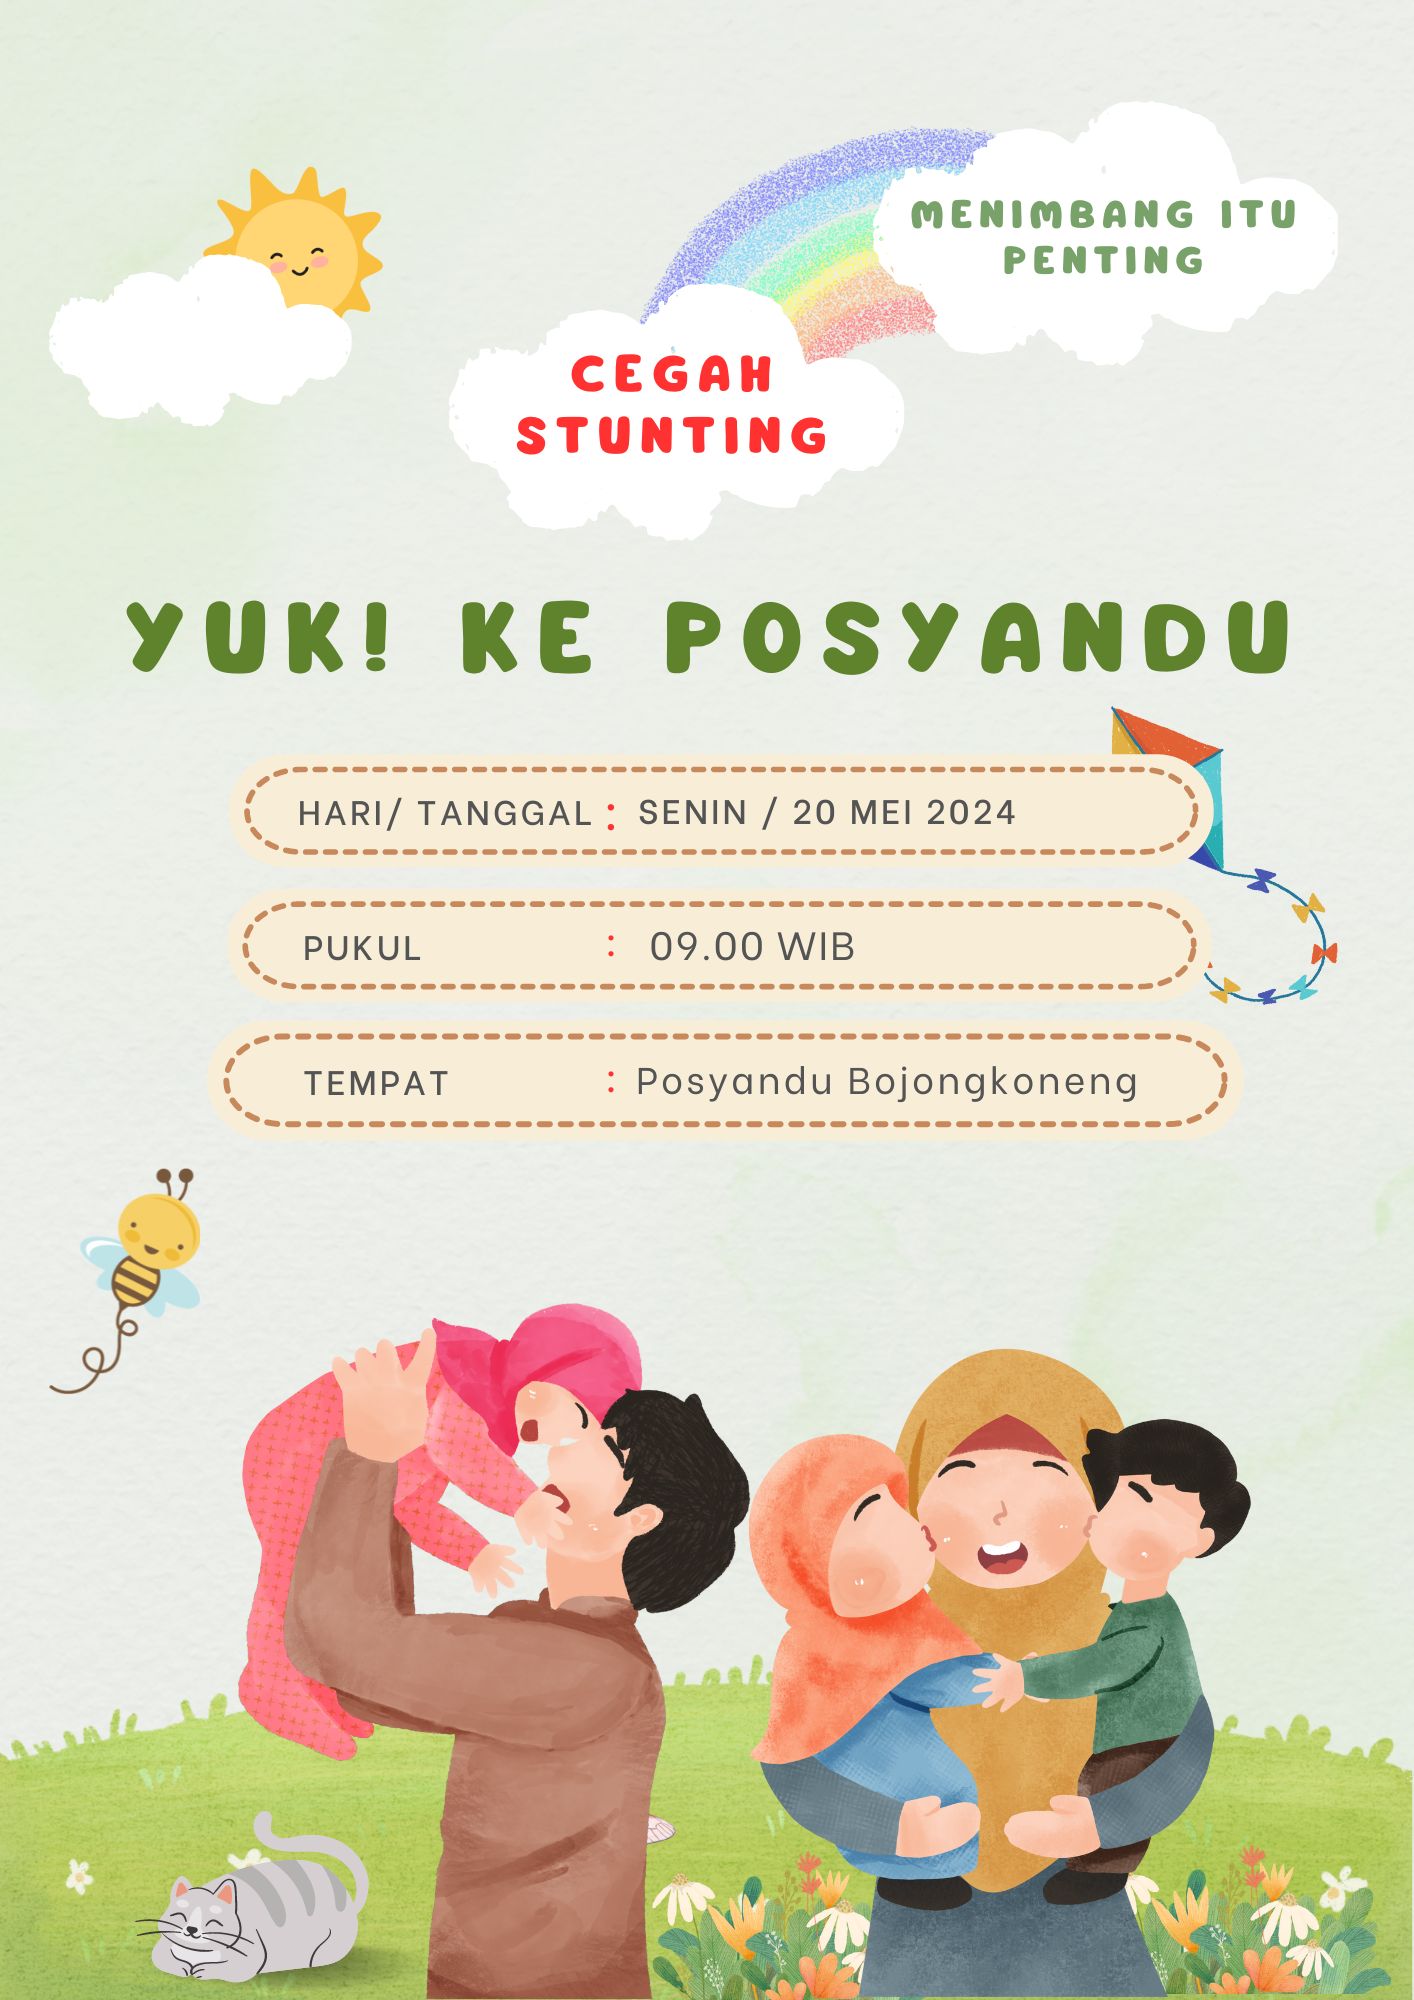 MENIMBANG ITU
PENTING
CEGAH
STUNTING
YUK! KE POSYANDU
HARI/ TANGGAL : SENIN / 20 MEI 2024
PUKUL : 09.00 WIB
TEMPAT : Posyandu Bojongkoneng